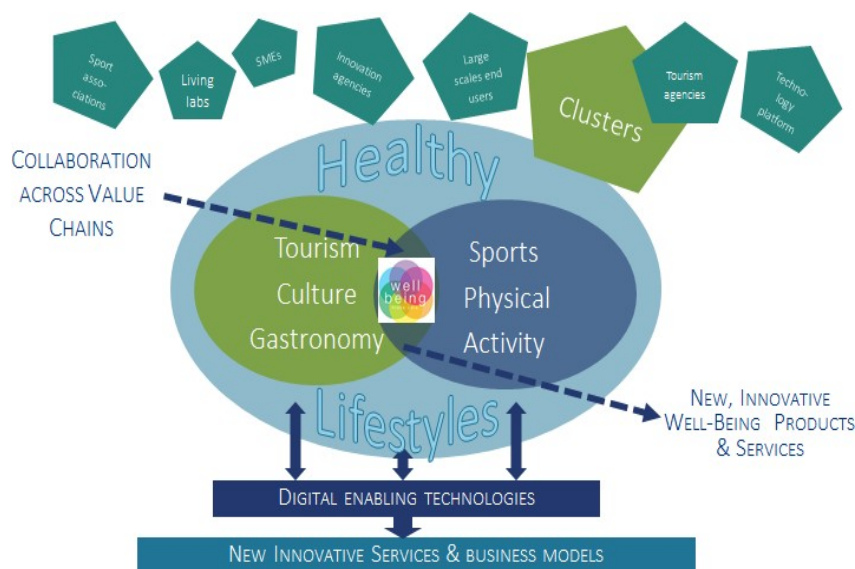 Sport
asso-
ciations
Living
labs
SMEs
Innovation
agencies
Large
scales end
users
Clusters
Tourism
agencies
Techno-
logy
platform
COLLABORATION
ACROSS VALUE
CHAINS
Healthy
Tourism
Culture
Gastronomy
well
being
Sports
Physical
Activity
Lifestyles
NEW, INNOVATIVE
WELL-BEING PRODUCTS
& SERVICES
DIGITAL ENABLING TECHNOLOGIES
NEW INNOVATIVE SERVICES & BUSINESS MODELS